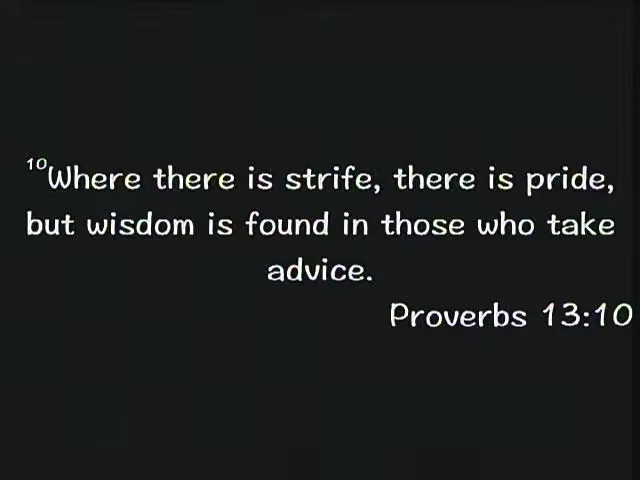 ¹⁰Where there is strife, there is pride,
but wisdom is found in those who take
advice.
Proverbs 13:10